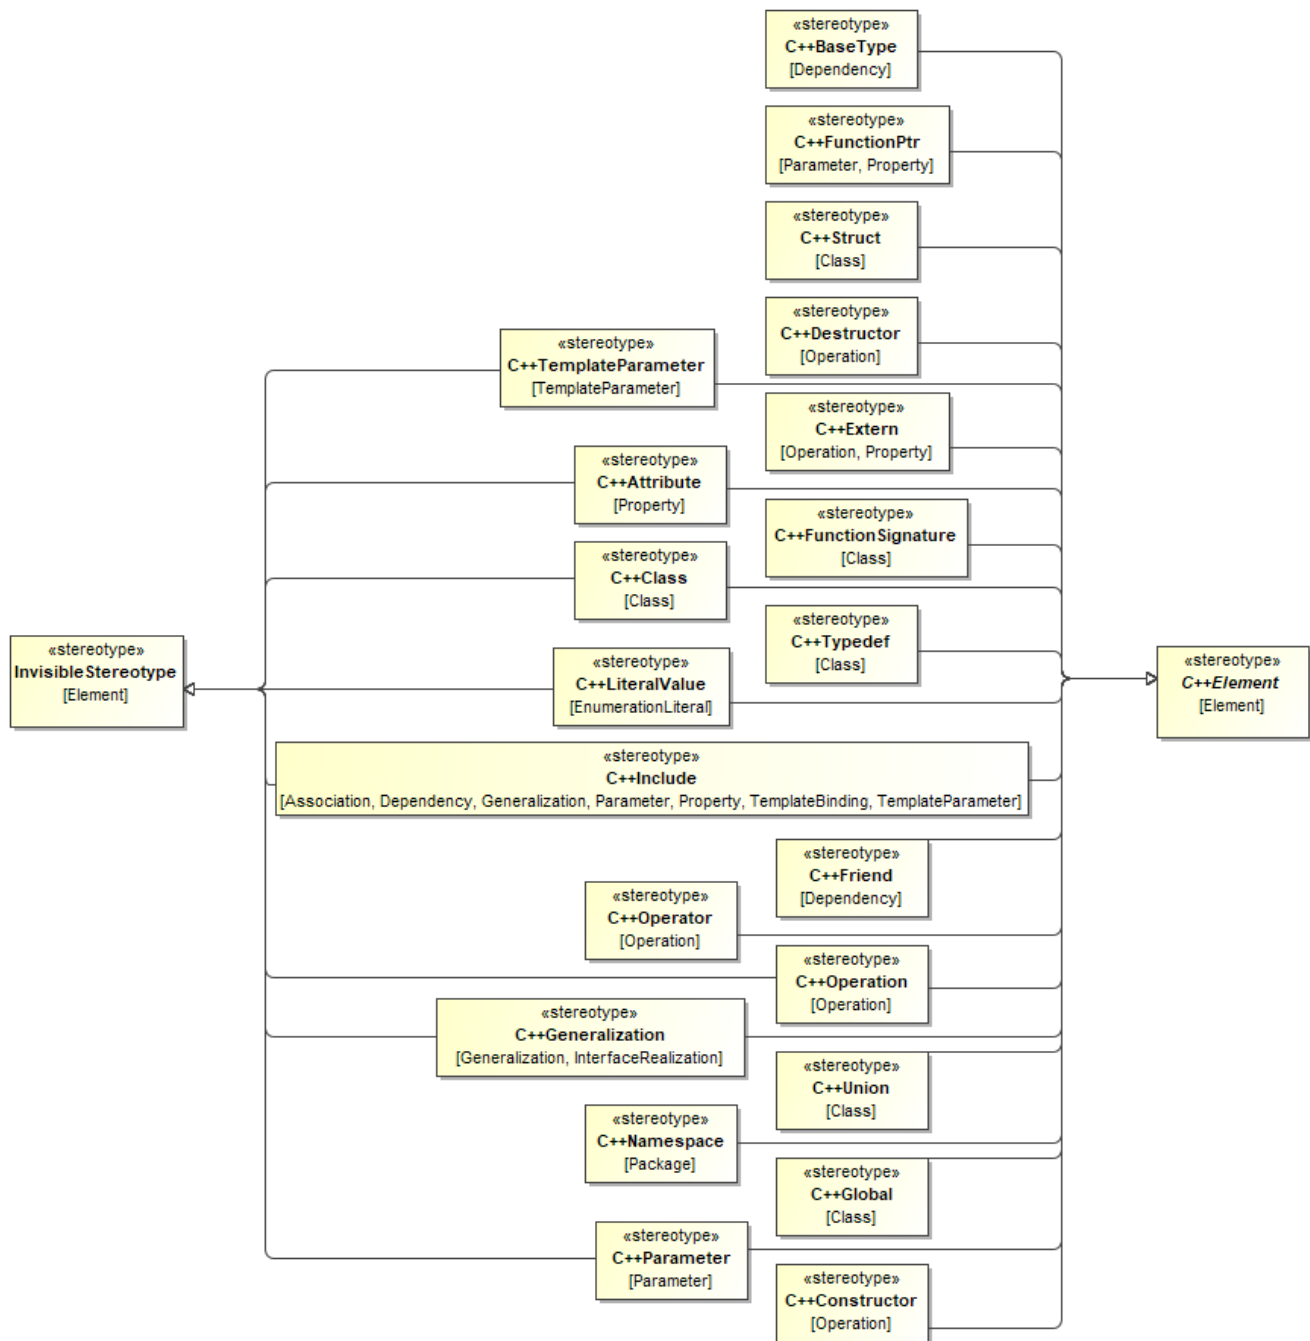 «stereotype»
C++BaseType
[Dependency]
«stereotype»
C++FunctionPtr
[Parameter, Property]
«stereotype»
C++Struct
[Class]
«stereotype»
C++Destructor
[Operation]
«stereotype»
C++TemplateParameter
[TemplateParameter]
«stereotype»
C++Extern
[Operation, Property]
«stereotype»
C++Attribute
[Property]
«stereotype»
C++FunctionSignature
[Class]
«stereotype»
C++Class
[Class]
«stereotype»
C++Typedef
[Class]
«stereotype»
InvisibleStereotype
[Element]
«stereotype»
C++LiteralValue
[EnumerationLiteral]
«stereotype»
C++Element
[Element]
«stereotype»
C++Include
[Association, Dependency, Generalization, Parameter, Property, TemplateBinding, TemplateParameter]
«stereotype»
C++Friend
[Dependency]
«stereotype»
C++Operator
[Operation]
«stereotype»
C++Operation
[Operation]
«stereotype»
C++Generalization
[Generalization, InterfaceRealization]
«stereotype»
C++Union
[Class]
«stereotype»
C++Namespace
[Package]
«stereotype»
C++Global
[Class]
«stereotype»
C++Parameter
[Parameter]
«stereotype»
C++Constructor
[Operation]